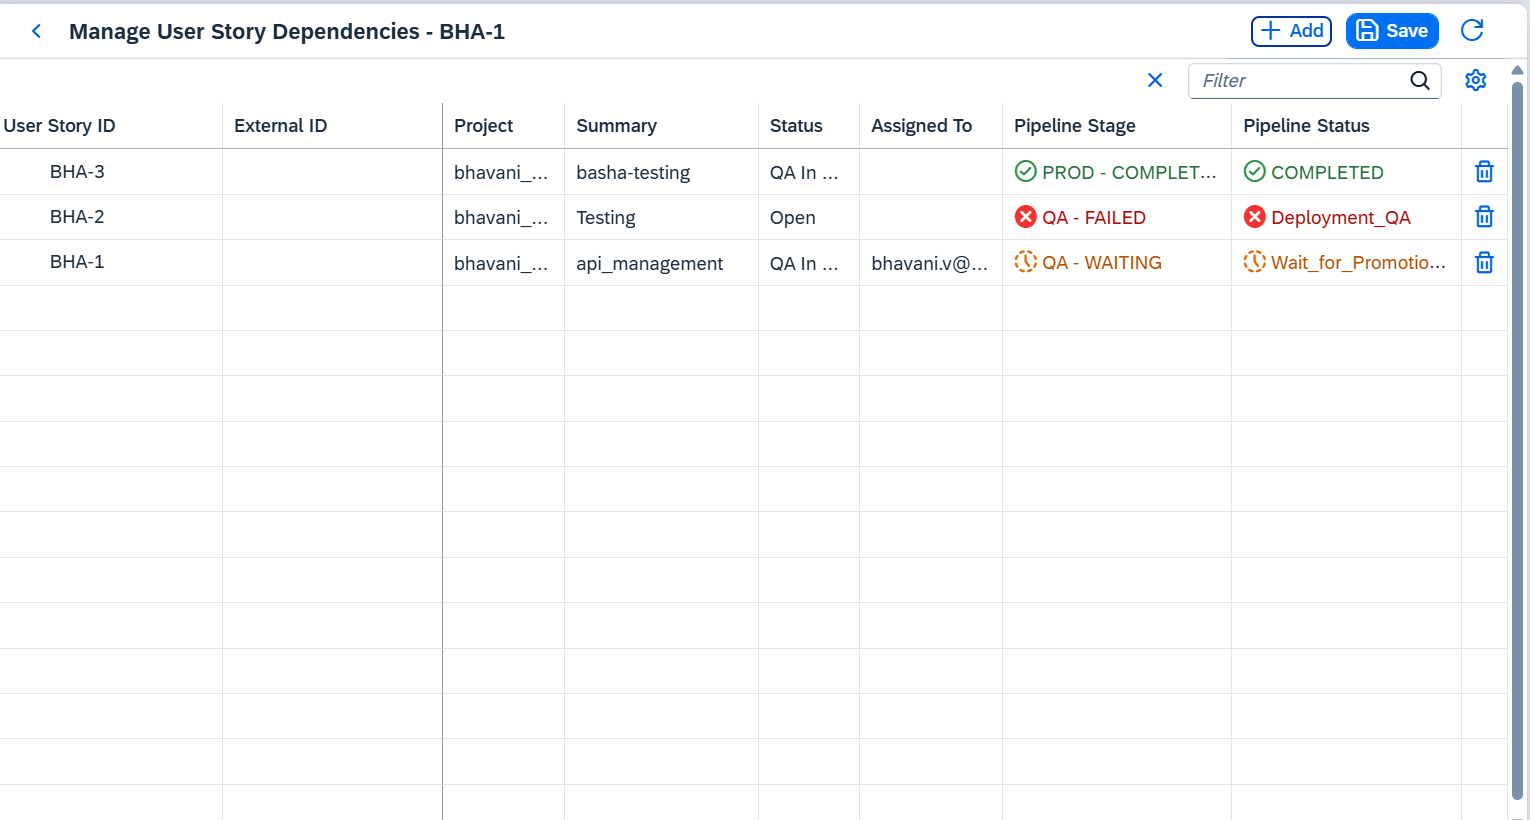 Manage User Story Dependencies - BHA-1
Add
Save
Filter
User Story ID External ID Project Summary Status Assigned To Pipeline Stage Pipeline Status
BHA-3 bhavani_... basha-testing QA In ... PROD - COMPLET... COMPLETED
BHA-2 bhavani_... Testing Open QA - FAILED Deployment_QA
BHA-1 bhavani_... api_management QA In ... bhavani.v@... QA - WAITING Wait_for_Promotio...